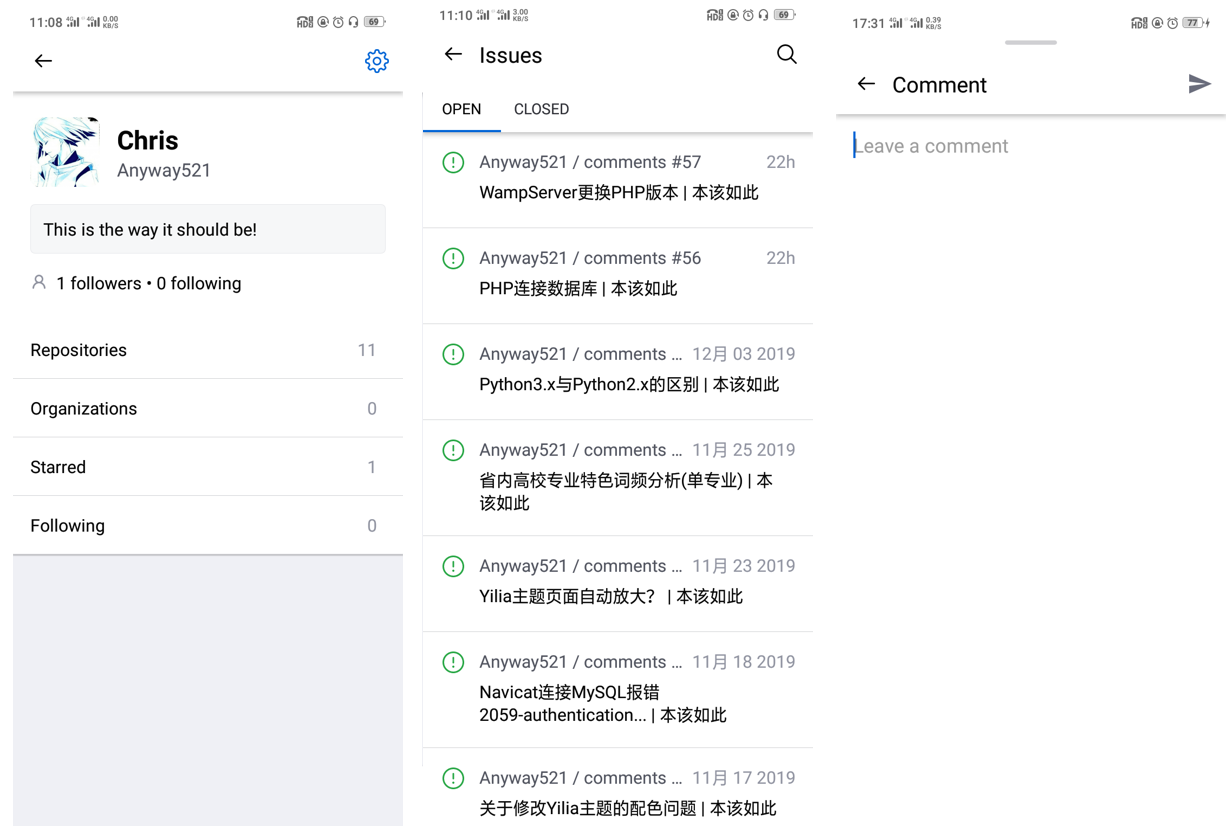 11:08 4G 4G 0.00 KB/S HD 69
Chris
Anyway521
This is the way it should be!
1 followers • 0 following
Repositories 11
Organizations 0
Starred 1
Following 0
11:10 4G 4G 3.00 KB/S HD 69
Issues
OPEN CLOSED
Anyway521 / comments #57 22h
WampServer更换PHP版本 | 本该如此
Anyway521 / comments #56 22h
PHP连接数据库 | 本该如此
Anyway521 / comments ... 12月 03 2019
Python3.x与Python2.x的区别 | 本该如此
Anyway521 / comments ... 11月 25 2019
省内高校专业特色词频分析(单专业) | 本
该如此
Anyway521 / comments ... 11月 23 2019
Yilia主题页面自动放大？ | 本该如此
Anyway521 / comments ... 11月 18 2019
Navicat连接MySQL报错
2059-authentication... | 本该如此
Anyway521 / comments ... 11月 17 2019
关于修改Yilia主题的配色问题 | 本该如此
17:31 4G 4G 0.39 KB/S HD 77
Comment
Leave a comment